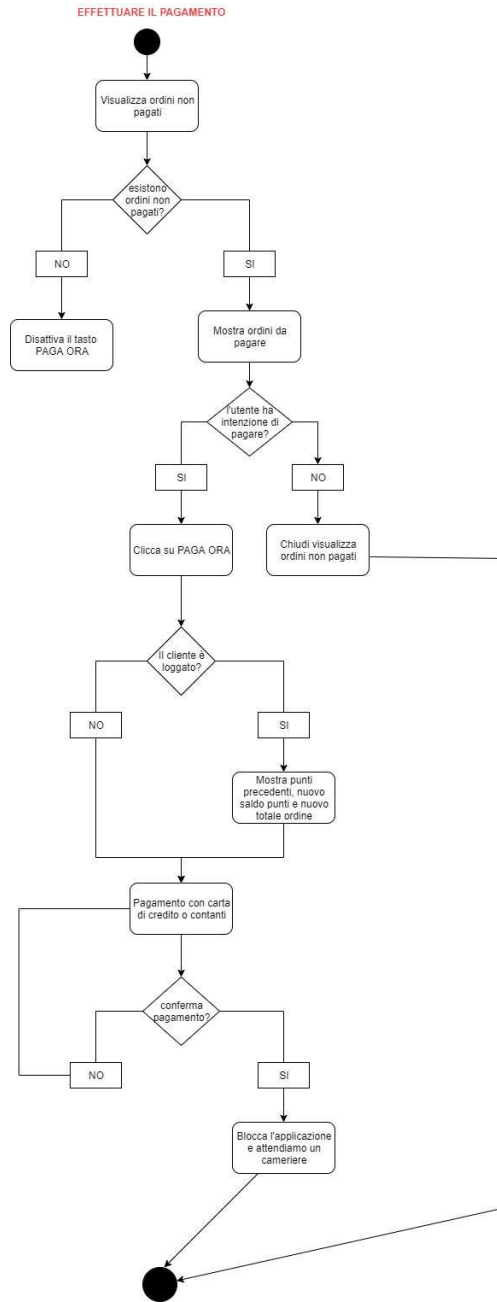 EFFETTUARE IL PAGAMENTO
Visualizza ordini non
pagati
esistono
ordini non
pagati?
NO
SI
Disattiva il tasto
PAGA ORA
Mostra ordini da
pagare
l'utente ha
intenzione di
pagare?
SI
NO
Clicca su PAGA ORA
Chiudi visualizza
ordini non pagati
Il cliente è
loggato?
NO
SI
Mostra punti
precedenti, nuovo
saldo punti e nuovo
totale ordine
Pagamento con carta
di credito o contanti
conferma
pagamento?
NO
SI
Blocca l'applicazione
e attendiamo un
cameriere